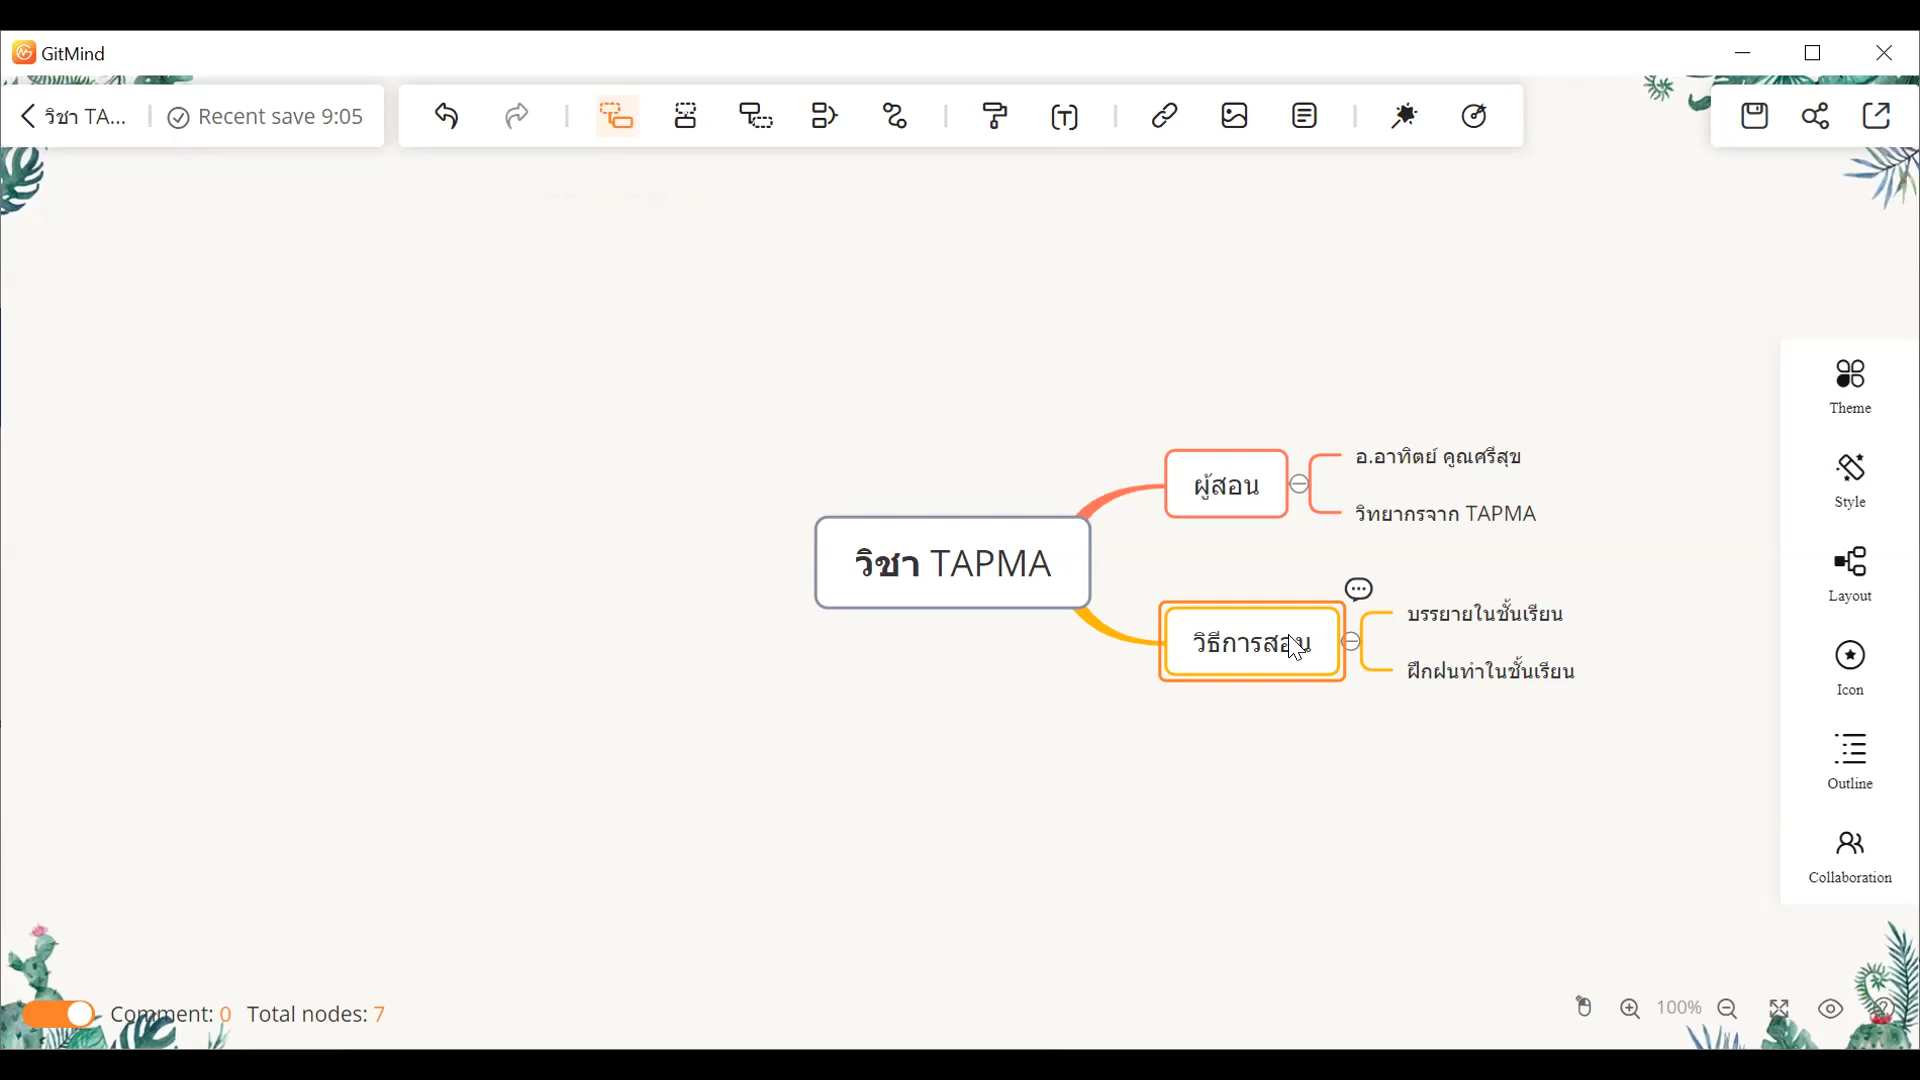 GitMind
วิชา TA...
Recent save 9:05
อ.อาทิตย์ คูณศรีสุข
ผู้สอน
วิทยากรจาก TAPMA
วิชา TAPMA
บรรยายในชั้นเรียน
วิธีการสอน
ฝึกฝนทำในชั้นเรียน
Theme
Style
Layout
Icon
Outline
Collaboration
Comment: 0 Total nodes: 7
100%